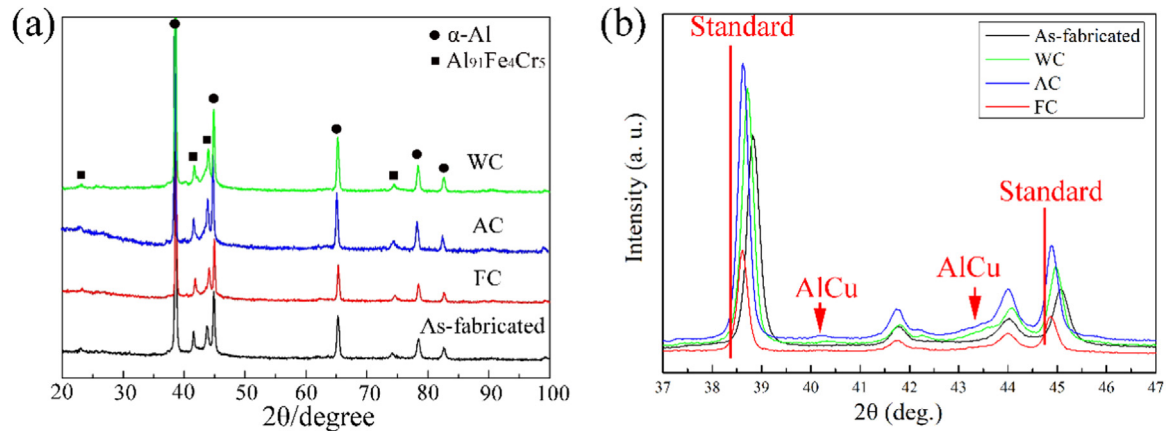 (a)
α-Al
Al₉₁Fe₄Cr₅
WC
AC
FC
As-fabricated
20 30 40 50 60 70 80 90 100
2θ/degree
(b)
Standard
As-fabricated
WC
AC
FC
Intensity (a. u.)
Standard
AlCu
AlCu
37 38 39 40 41 42 43 44 45 46 47
2θ (deg.)